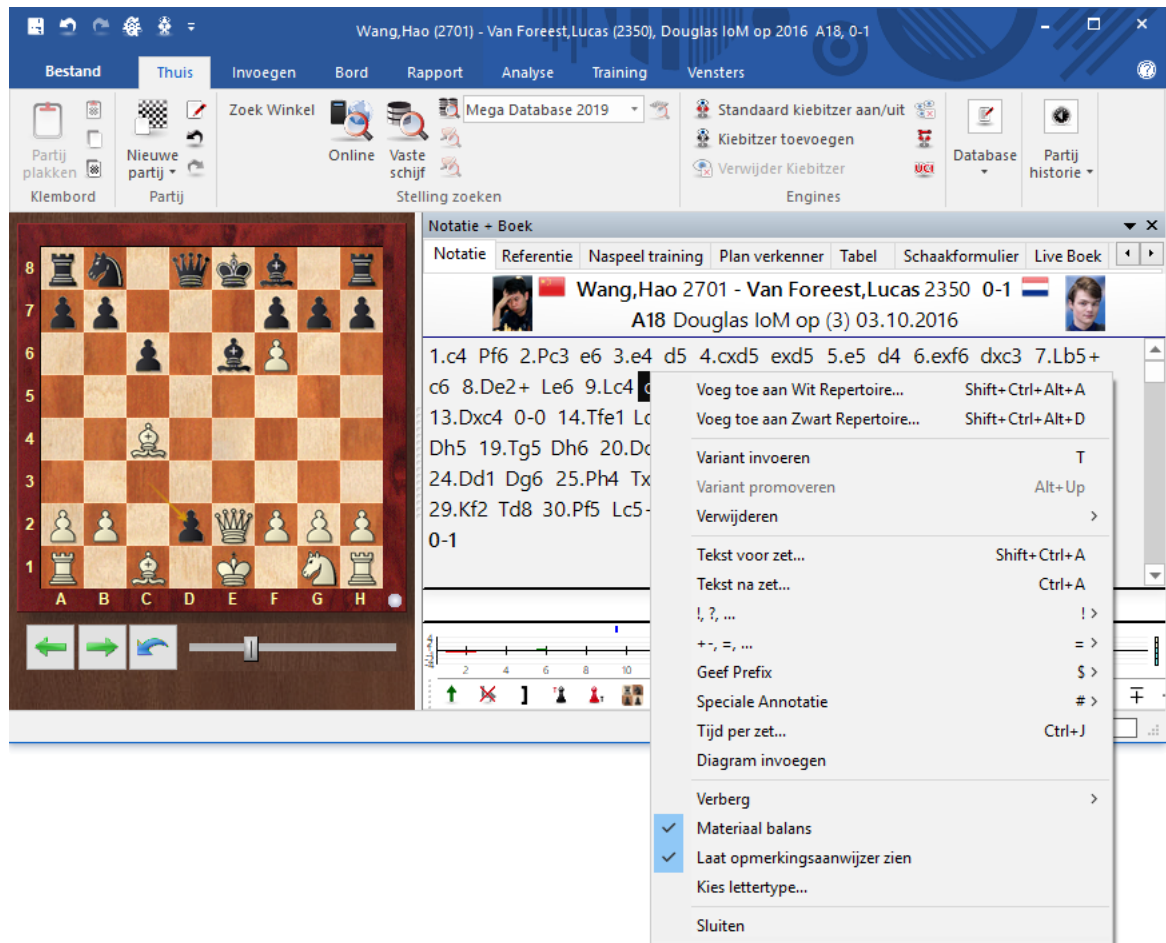 Wang,Hao (2701) - Van Foreest,Lucas (2350), Douglas IoM op 2016 A18, 0-1
Bestand Thuis Invoegen Bord Rapport Analyse Training Vensters
Partij plakken
Klembord
Nieuwe partij
Partij
Zoek Winkel
Online
Vaste schijf
Mega Database 2019
Stelling zoeken
Standaard kiebitzer aan/uit
Kiebitzer toevoegen
Verwijder Kiebitzer
UCI
Engines
Database
Partij historie
Notatie + Boek
Notatie Referentie Naspeel training Plan verkenner Tabel Schaakformulier Live Boek
Wang,Hao 2701 - Van Foreest,Lucas 2350 0-1
A18 Douglas IoM op (3) 03.10.2016
1.c4 Pf6 2.Pc3 e6 3.e4 d5 4.cxd5 exd5 5.e5 d4 6.exf6 dxc3 7.Lb5+
c6 8.De2+ Le6 9.Lc4
13.Dxc4 0-0 14.Tfe1
Dh5 19.Tg5 Dh6
24.Dd1 Dg6 25.Ph4
29.Kf2 Td8 30.Pf5 Lc5
0-1
8
7
6
5
4
3
2
1
A B C D E F G H
2 4 6 8 10
Voeg toe aan Wit Repertoire... Shift+Ctrl+Alt+A
Voeg toe aan Zwart Repertoire... Shift+Ctrl+Alt+D
Variant invoeren T
Variant promoveren Alt+Up
Verwijderen
Tekst voor zet... Shift+Ctrl+A
Tekst na zet... Ctrl+A
!, ?, ... !
+-, =, ... =
Geef Prefix $
Speciale Annotatie #
Tijd per zet... Ctrl+J
Diagram invoegen
Verberg
Materiaal balans
Laat opmerkingsaanwijzer zien
Kies lettertype...
Sluiten